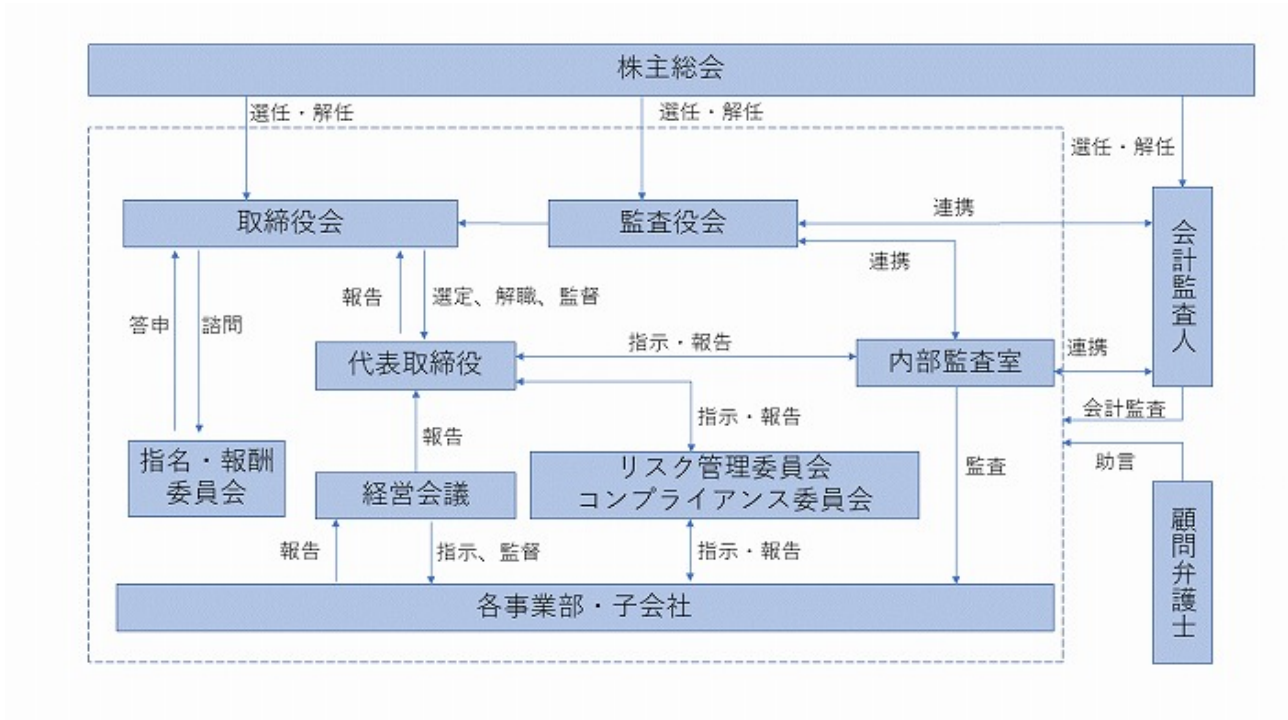 株主総会
選任・解任
選任・解任
選任・解任
取締役会
監査役会
連携
会計監査人
連携
報告
選定、解職、監督
答申
諮問
指示・報告
連携
代表取締役
内部監査室
会計監査
指示・報告
報告
助言
指名・報酬
委員会
リスク管理委員会
コンプライアンス委員会
監査
経営会議
顧問弁護士
報告
指示、監督
指示・報告
各事業部・子会社